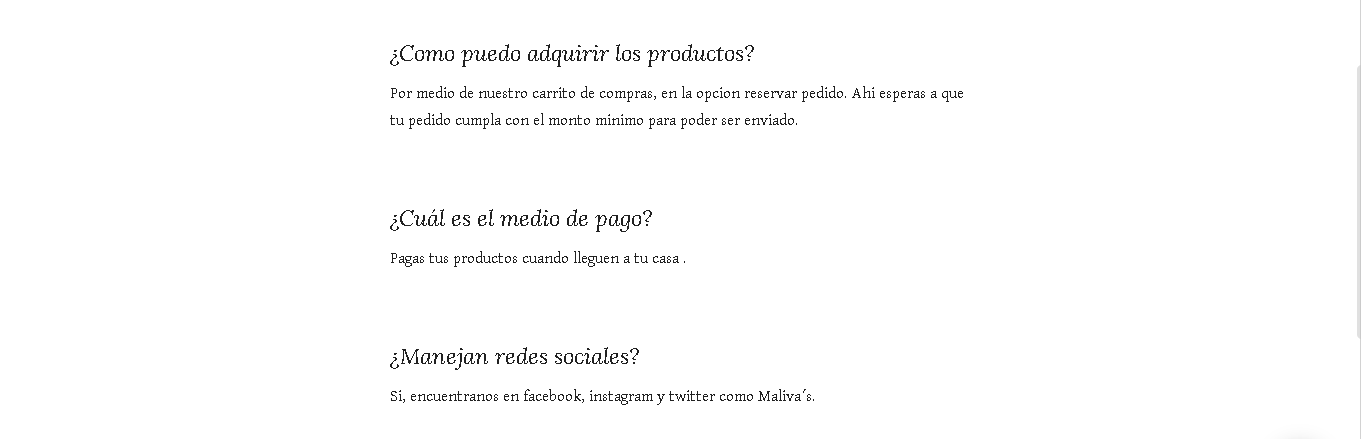 ¿Como puedo adquirir los productos?
Por medio de nuestro carrito de compras, en la opcion reservar pedido. Ahi esperas a que
tu pedido cumpla con el monto minimo para poder ser enviado.
¿Cuál es el medio de pago?
Pagas tus productos cuando lleguen a tu casa .
¿Manejan redes sociales?
Si, encuentranos en facebook, instagram y twitter como Maliva´s.